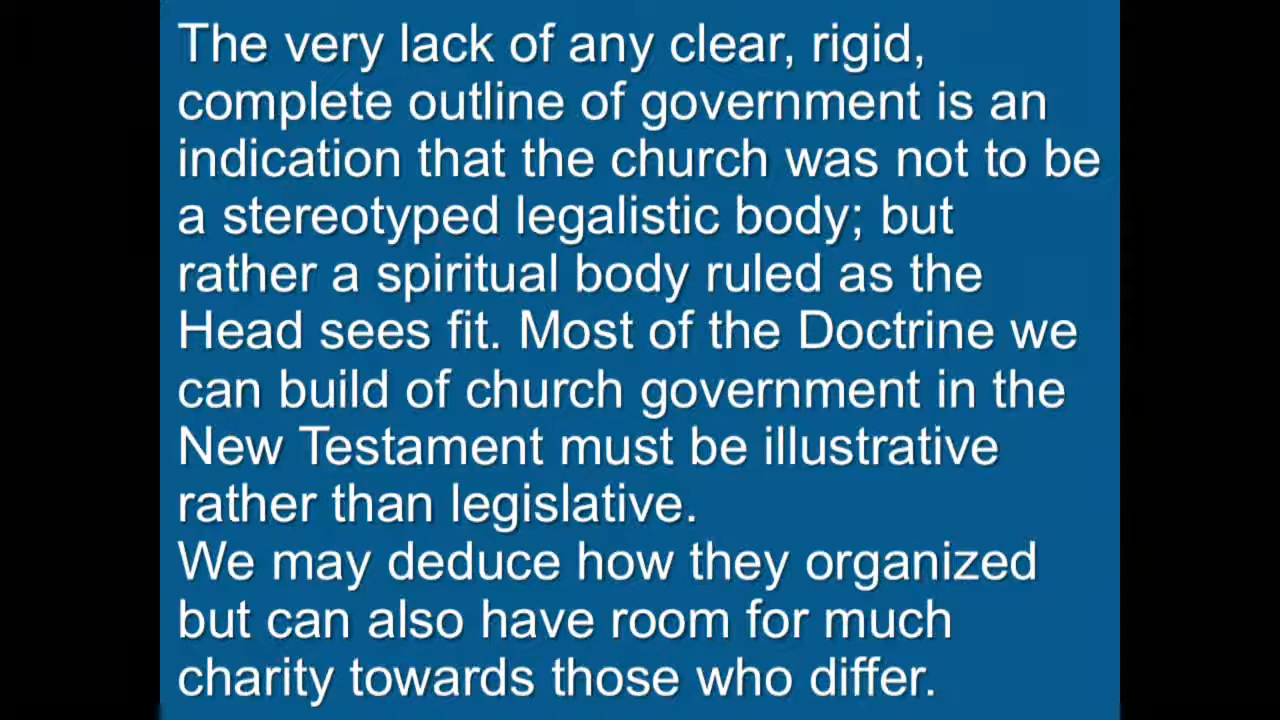 The very lack of any clear, rigid,
complete outline of government is an
indication that the church was not to be
a stereotyped legalistic body; but
rather a spiritual body ruled as the
Head sees fit. Most of the Doctrine we
can build of church government in the
New Testament must be illustrative
rather than legislative.
We may deduce how they organized
but can also have room for much
charity towards those who differ.